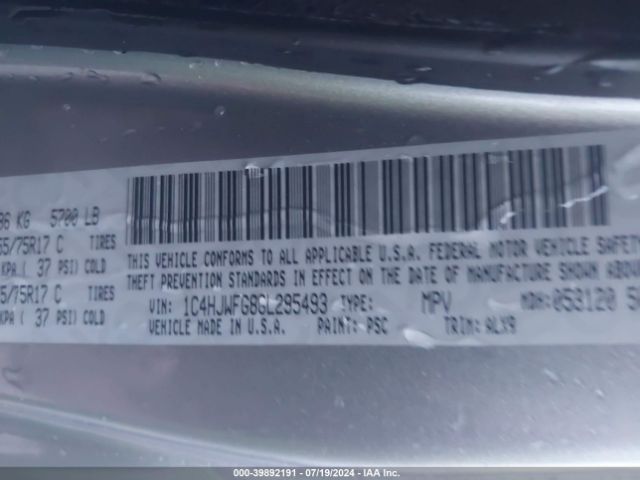 86 KG 5700 LB
65/75R17 C TIRES
KPA ( 37 PSI) COLD
5/75R17 C TIRES
KPA ( 37 PSI) COLD
THIS VEHICLE CONFORMS TO ALL APPLICABLE U.S.A. FEDERAL MOTOR VEHICLE SAFET
THEFT PREVENTION STANDARDS IN EFFECT ON THE DATE OF MANUFACTURE SHOWN ABOVE
VIN: 1C4HJWFG8GL295493 TYPE: MPV MDH: 053120
VEHICLE MADE IN U.S.A. PAINT: PSC TRIM: ALX9
000-39892191 - 07/19/2024 - IAA Inc.